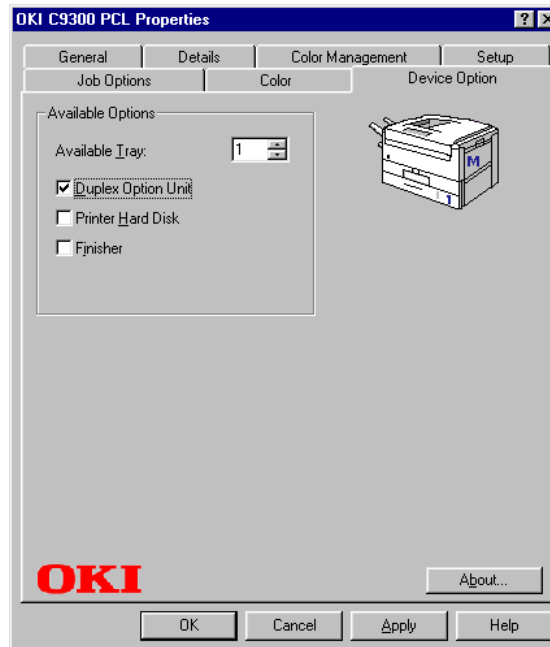 OKI C9300 PCL Properties
General Details Color Management Setup
Job Options Color Device Option
Available Options
Available Tray: 1
Duplex Option Unit
Printer Hard Disk
Finisher
M
1
OKI
About...
OK Cancel Apply Help